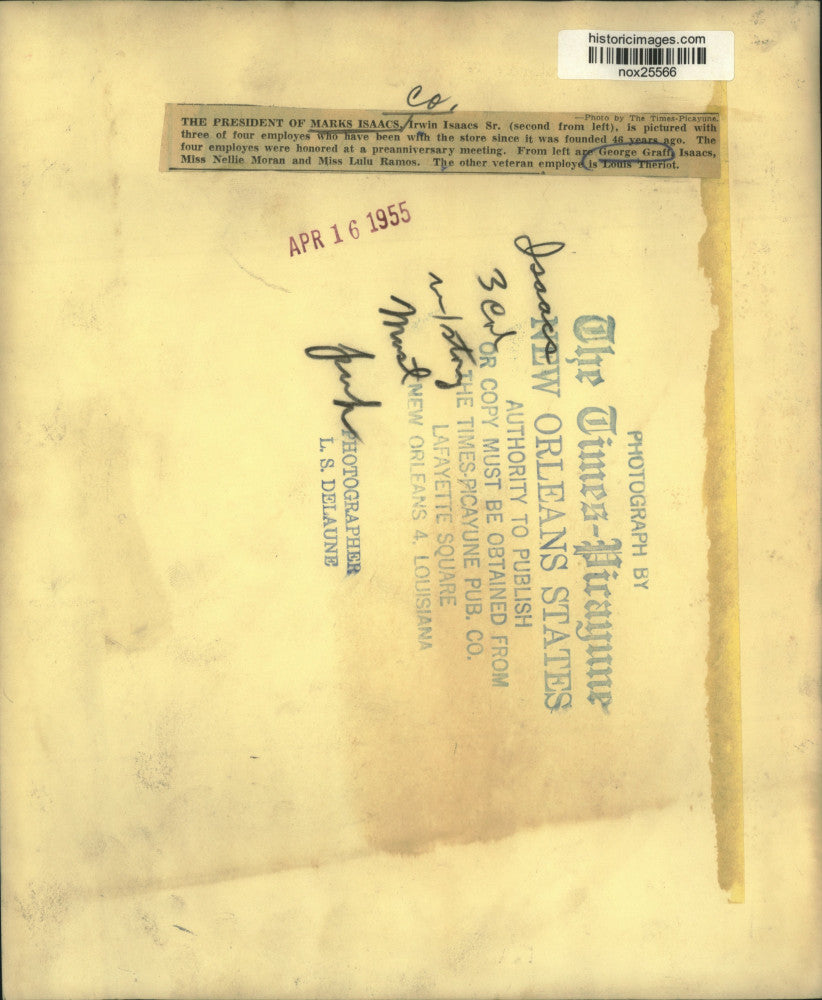 historicimages.com
nox25566
Co.
—Photo by The Times-Picayune.
THE PRESIDENT OF MARKS ISAACS, Irwin Isaacs Sr. (second from left), is pictured with
three of four employes who have been with the store since it was founded 46 years ago. The
four employes were honored at a preanniversary meeting. From left are George Graff, Isaacs,
Miss Nellie Moran and Miss Lulu Ramos. The other veteran employe is Louis Theriot.
APR 16 1955
PHOTOGRAPH BY
The Times-Picayune
NEW ORLEANS STATES
AUTHORITY TO PUBLISH
OR COPY MUST BE OBTAINED FROM
THE TIMES-PICAYUNE PUB. CO.
LAFAYETTE SQUARE
NEW ORLEANS 4, LOUISIANA
Isaacs
3 col
w/story
Must
PHOTOGRAPHER
L. S. DELAUNE